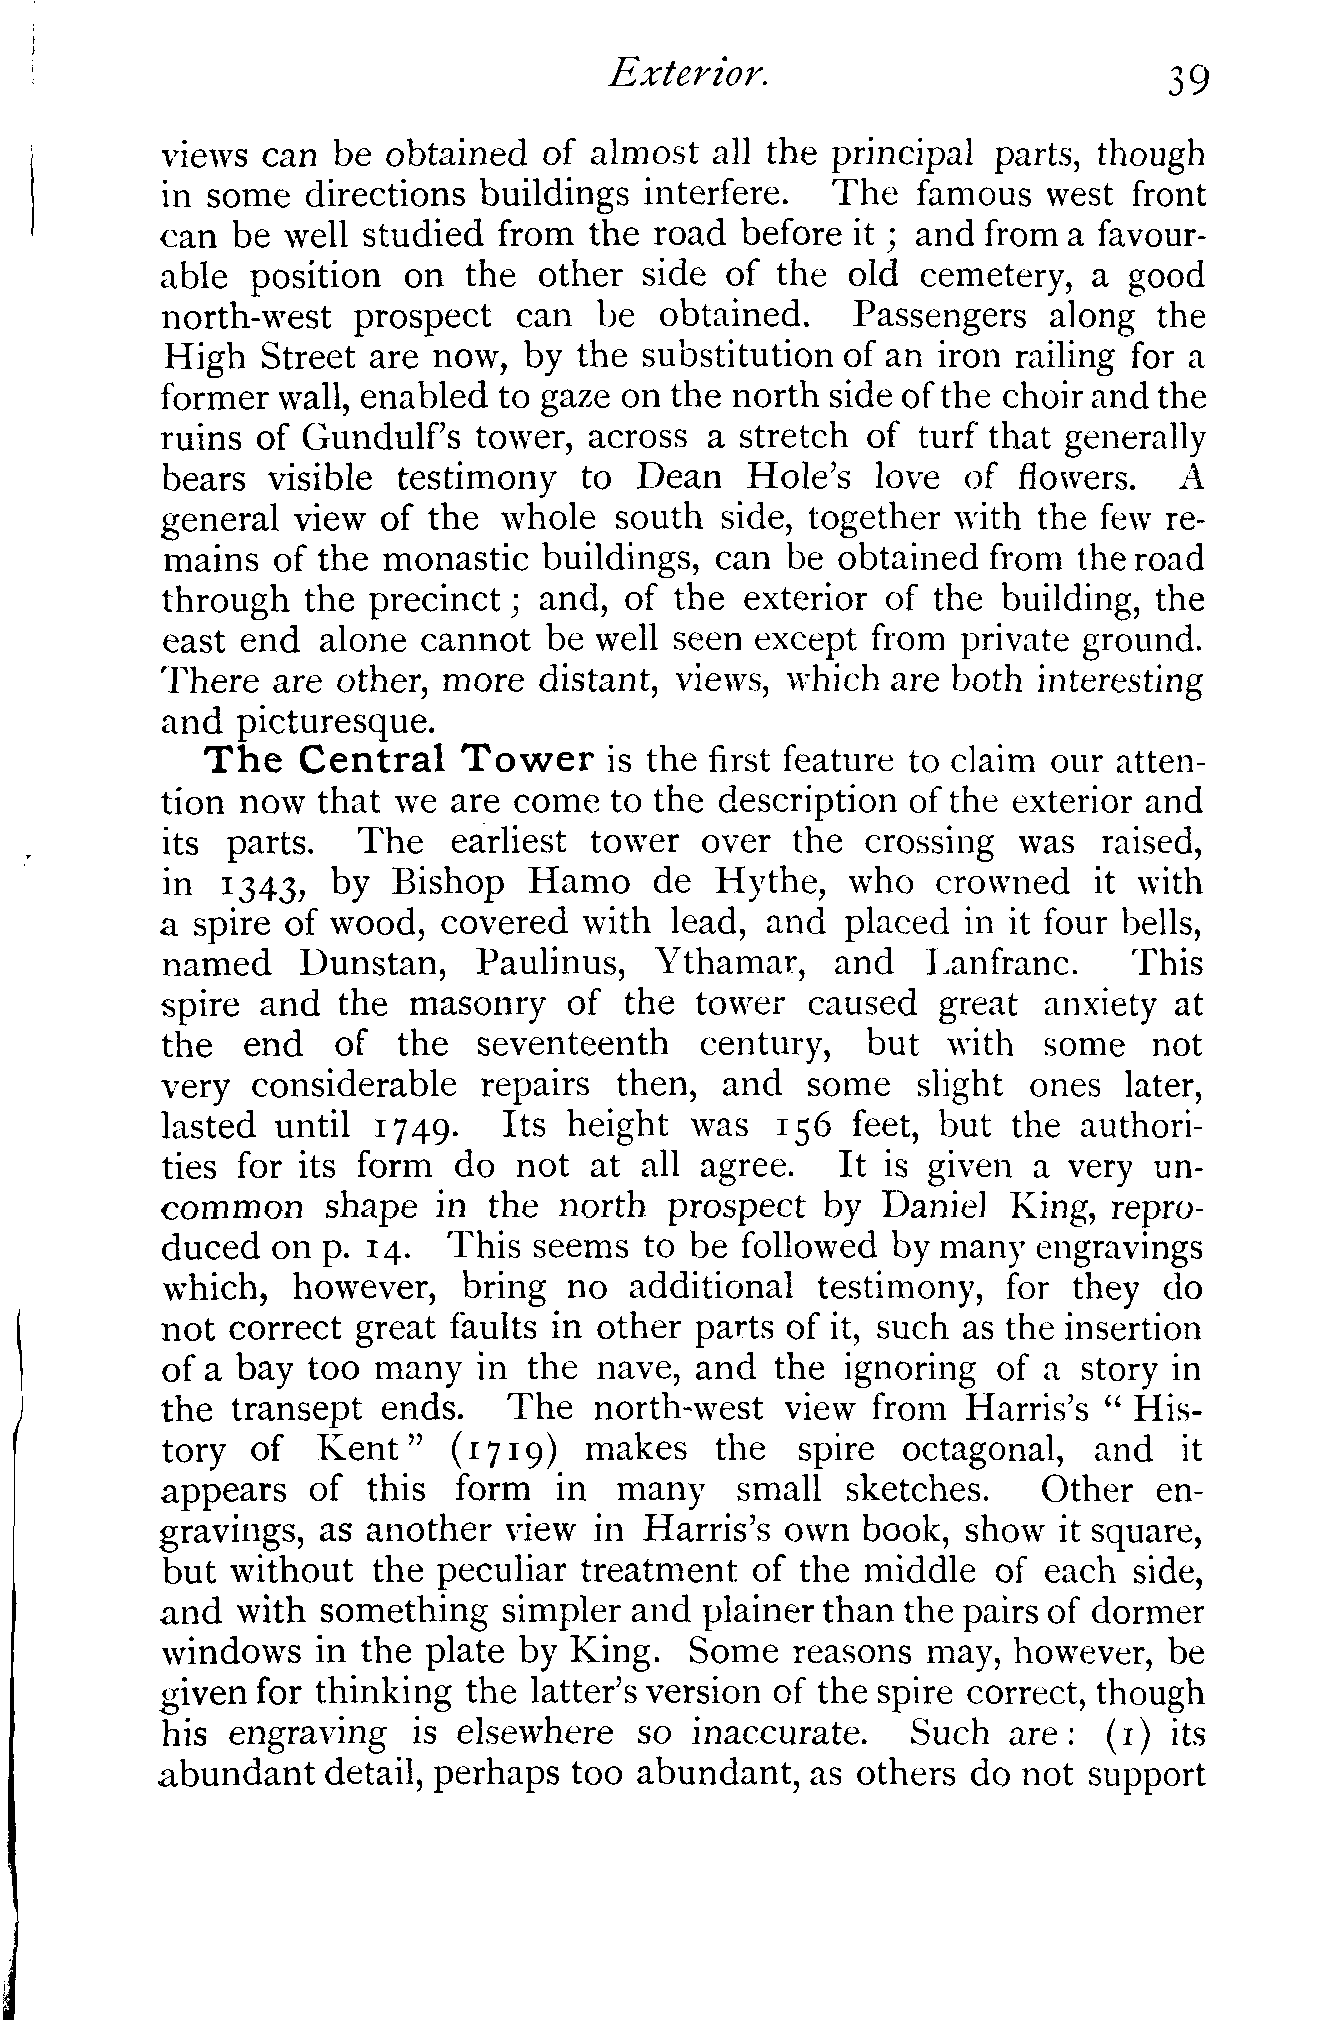 Exterior. 39
views can be obtained of almost all the principal parts, though
in some directions buildings interfere. The famous west front
can be well studied from the road before it ; and from a favour-
able position on the other side of the old cemetery, a good
north-west prospect can be obtained. Passengers along the
High Street are now, by the substitution of an iron railing for a
former wall, enabled to gaze on the north side of the choir and the
ruins of Gundulf's tower, across a stretch of turf that generally
bears visible testimony to Dean Hole's love of flowers. A
general view of the whole south side, together with the few re-
mains of the monastic buildings, can be obtained from the road
through the precinct ; and, of the exterior of the building, the
east end alone cannot be well seen except from private ground.
There are other, more distant, views, which are both interesting
and picturesque.
The Central Tower is the first feature to claim our atten-
tion now that we are come to the description of the exterior and
its parts. The earliest tower over the crossing was raised,
in 1343, by Bishop Hamo de Hythe, who crowned it with
a spire of wood, covered with lead, and placed in it four bells,
named Dunstan, Paulinus, Ythamar, and Lanfranc. This
spire and the masonry of the tower caused great anxiety at
the end of the seventeenth century, but with some not
very considerable repairs then, and some slight ones later,
lasted until 1749. Its height was 156 feet, but the authori-
ties for its form do not at all agree. It is given a very un-
common shape in the north prospect by Daniel King, repro-
duced on p. 14. This seems to be followed by many engravings
which, however, bring no additional testimony, for they do
not correct great faults in other parts of it, such as the insertion
of a bay too many in the nave, and the ignoring of a story in
the transept ends. The north-west view from Harris's " His-
tory of Kent" (1719) makes the spire octagonal, and it
appears of this form in many small sketches. Other en-
gravings, as another view in Harris's own book, show it square,
but without the peculiar treatment of the middle of each side,
and with something simpler and plainer than the pairs of dormer
windows in the plate by King. Some reasons may, however, be
given for thinking the latter's version of the spire correct, though
his engraving is elsewhere so inaccurate. Such are : (1) its
abundant detail, perhaps too abundant, as others do not support